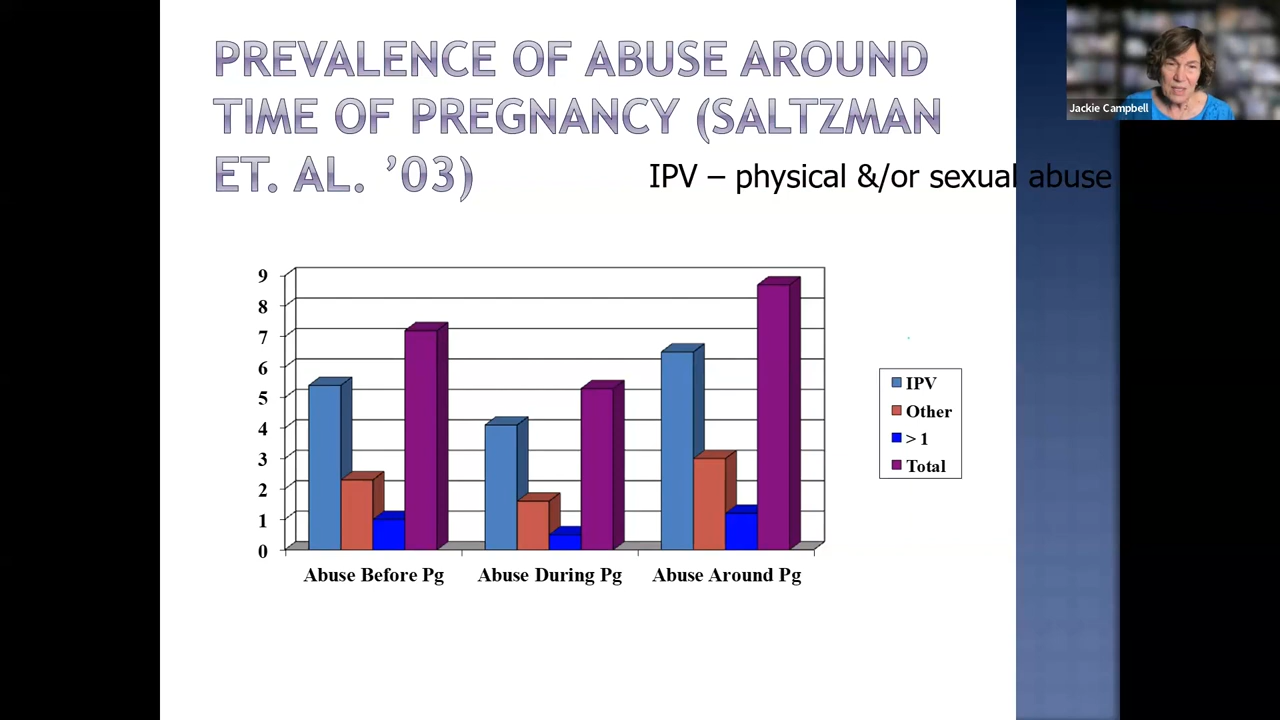 PREVALENCE OF ABUSE AROUND
TIME OF PREGNANCY (SALTZMAN
ET. AL. ’03)
IPV – physical &/or sexual abuse
Jackie Campbell
9
8
7
6
5
4
3
2
1
0
Abuse Before Pg
Abuse During Pg
Abuse Around Pg
IPV
Other
> 1
Total